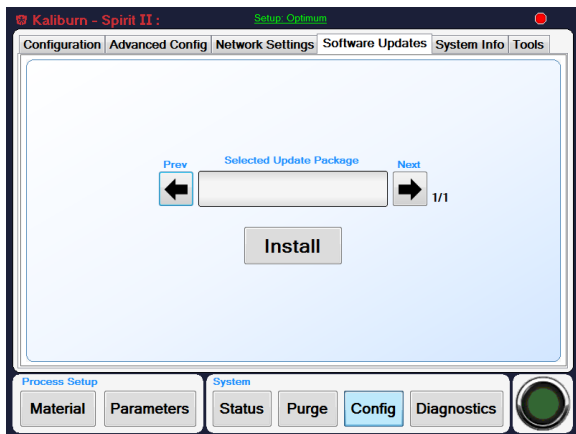 Kaliburn - Spirit II :
Setup: Optimum
Configuration Advanced Config Network Settings Software Updates System Info Tools
Prev Selected Update Package Next
1/1
Install
Process Setup System
Material Parameters Status Purge Config Diagnostics